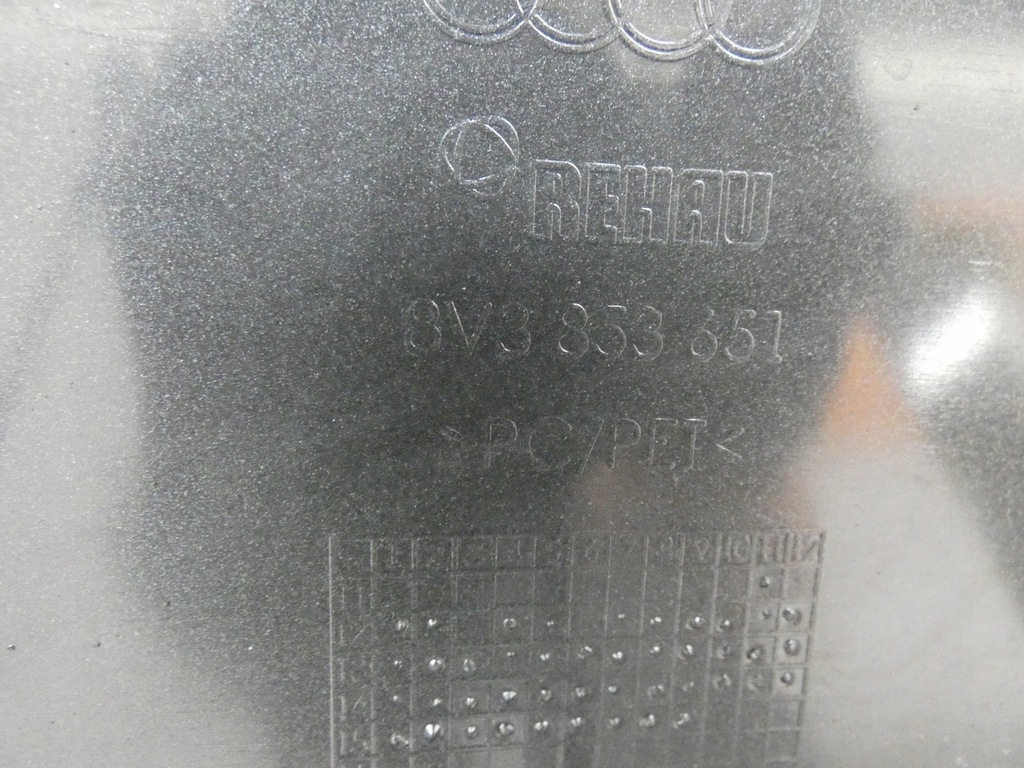 REHAU
8V3 853 651
>PC/PET<